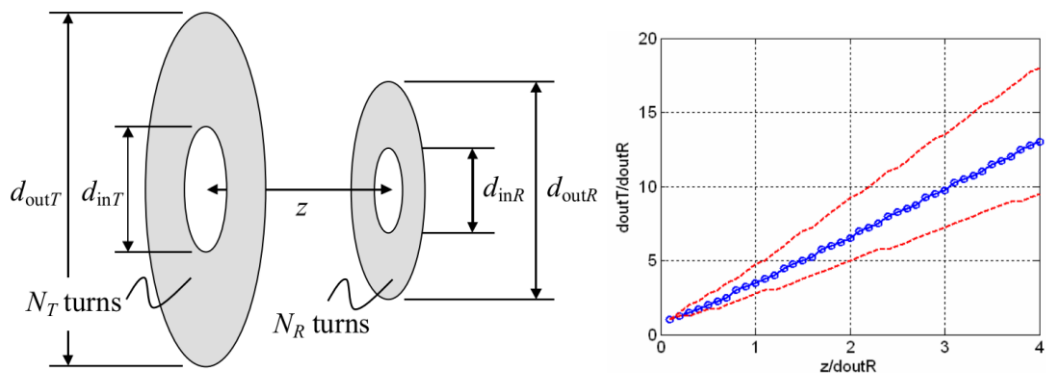 d_outT
d_inT
z
d_inR
d_outR
N_T turns
N_R turns
20
15
10
5
0
doutT/doutR
0 1 2 3 4
z/doutR